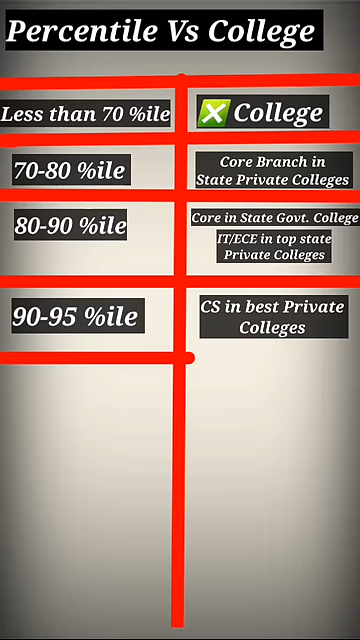 Percentile Vs College
Less than 70 %ile
❎ College
70-80 %ile
Core Branch in
State Private Colleges
80-90 %ile
Core in State Govt. College
IT/ECE in top state
Private Colleges
90-95 %ile
CS in best Private
Colleges